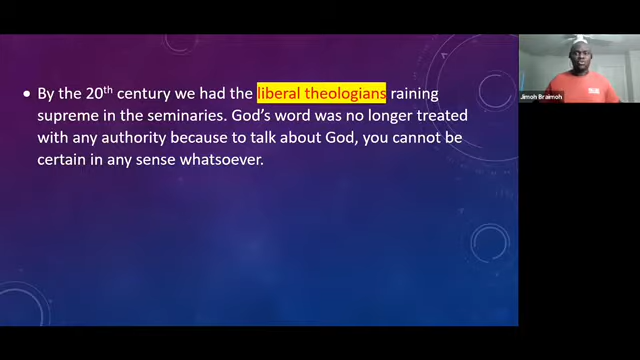 • By the 20th century we had the liberal theologians raining
supreme in the seminaries. God's word was no longer treated
with any authority because to talk about God, you cannot be
certain in any sense whatsoever.
Jimoh Braimoh